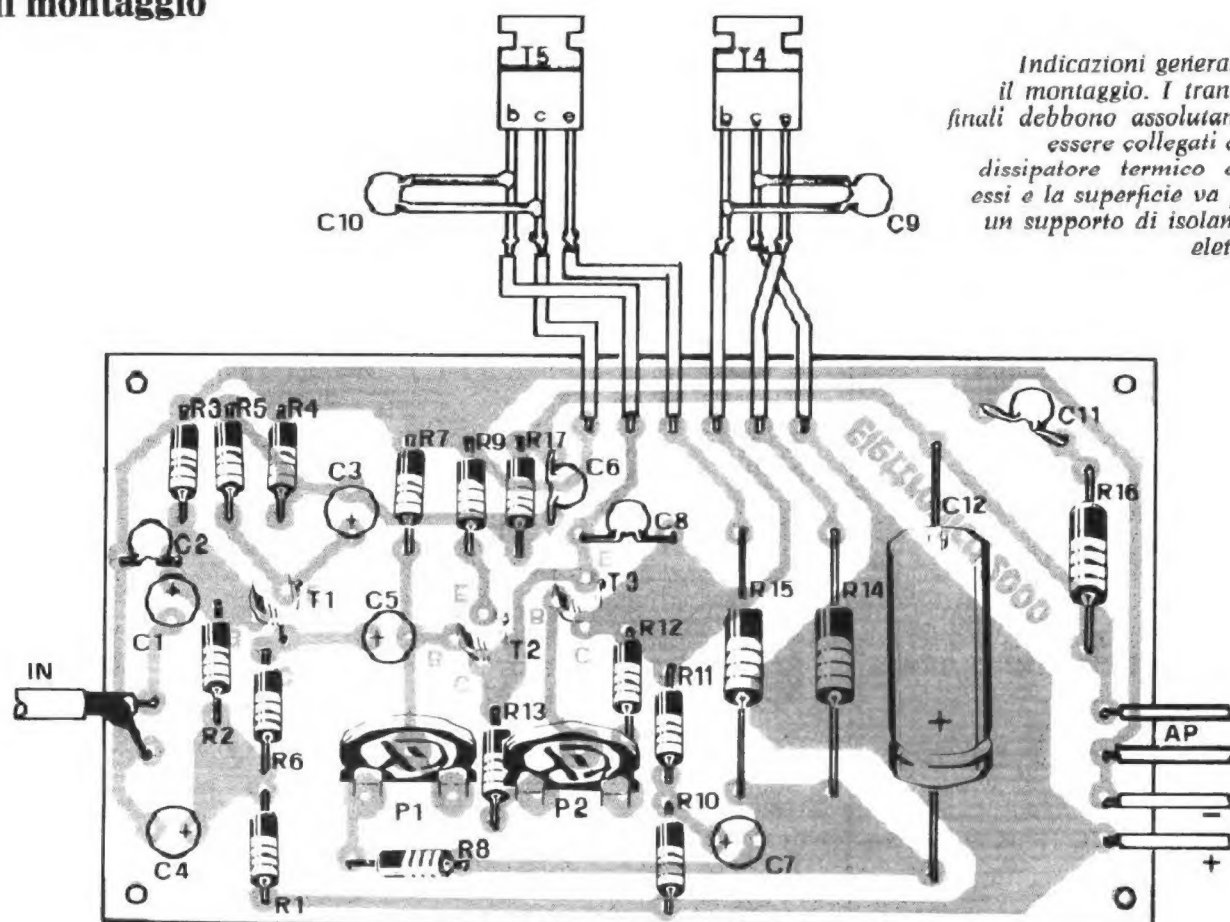 il montaggio
T5
T4
b c e
b c e
C10
C9
Indicazioni genera
il montaggio. I tran
finali debbono assolutan
essere collegati
dissipatore termico
essi e la superficie va
un supporto di isolan
elet
R3 R5 R4
R7
R9 R17
C3
C6
C11
R16
C2
C8
C12
E
E
C1
T1
C5
T3
B
R15
R14
B
T2
R12
C
C
R11
IN
R2
R6
R13
AP
P1
P2
R10
-
C4
R8
C7
+
R1